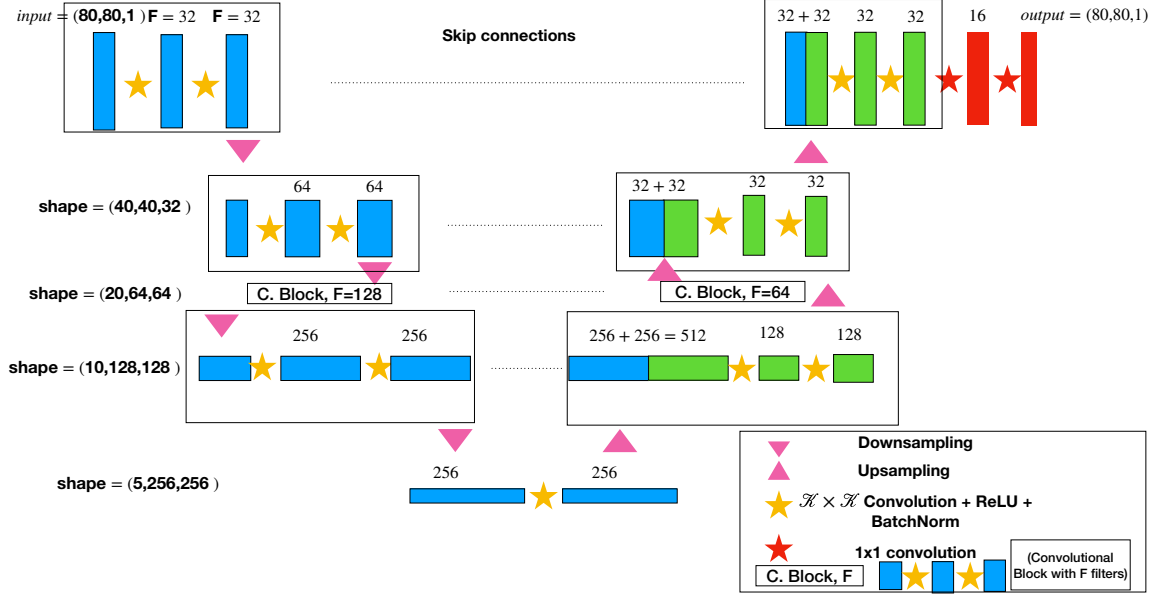 input = (80,80,1) F = 32 F = 32
32 + 32 32 32 16 output = (80,80,1)
Skip connections
64 64
32 + 32 32 32
shape = (40,40,32 )
shape = (20,64,64)
C. Block, F=128
C. Block, F=64
256 256
256 + 256 = 512 128 128
shape = (10,128,128 )
256 256
shape = (5,256,256)
Downsampling
Upsampling
𝒦 × 𝒦 Convolution + ReLU +
BatchNorm
1x1 convolution
C. Block, F
(Convolutional
Block with F filters)